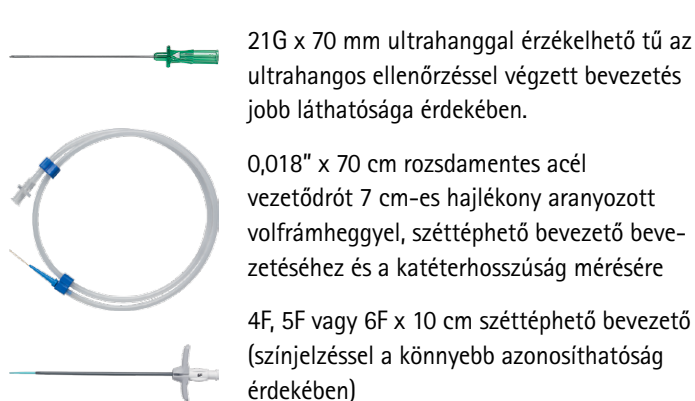 21G x 70 mm ultrahanggal érzékelhető tű az
ultrahangos ellenőrzéssel végzett bevezetés
jobb láthatósága érdekében.
0,018” x 70 cm rozsdamentes acél
vezetődrót 7 cm-es hajlékony aranyozott
volfrámheggyel, széttéphető bevezető beve-
zetéséhez és a katéterhosszúság mérésére
4F, 5F vagy 6F x 10 cm széttéphető bevezető
(színjelzéssel a könnyebb azonosíthatóság
érdekében)